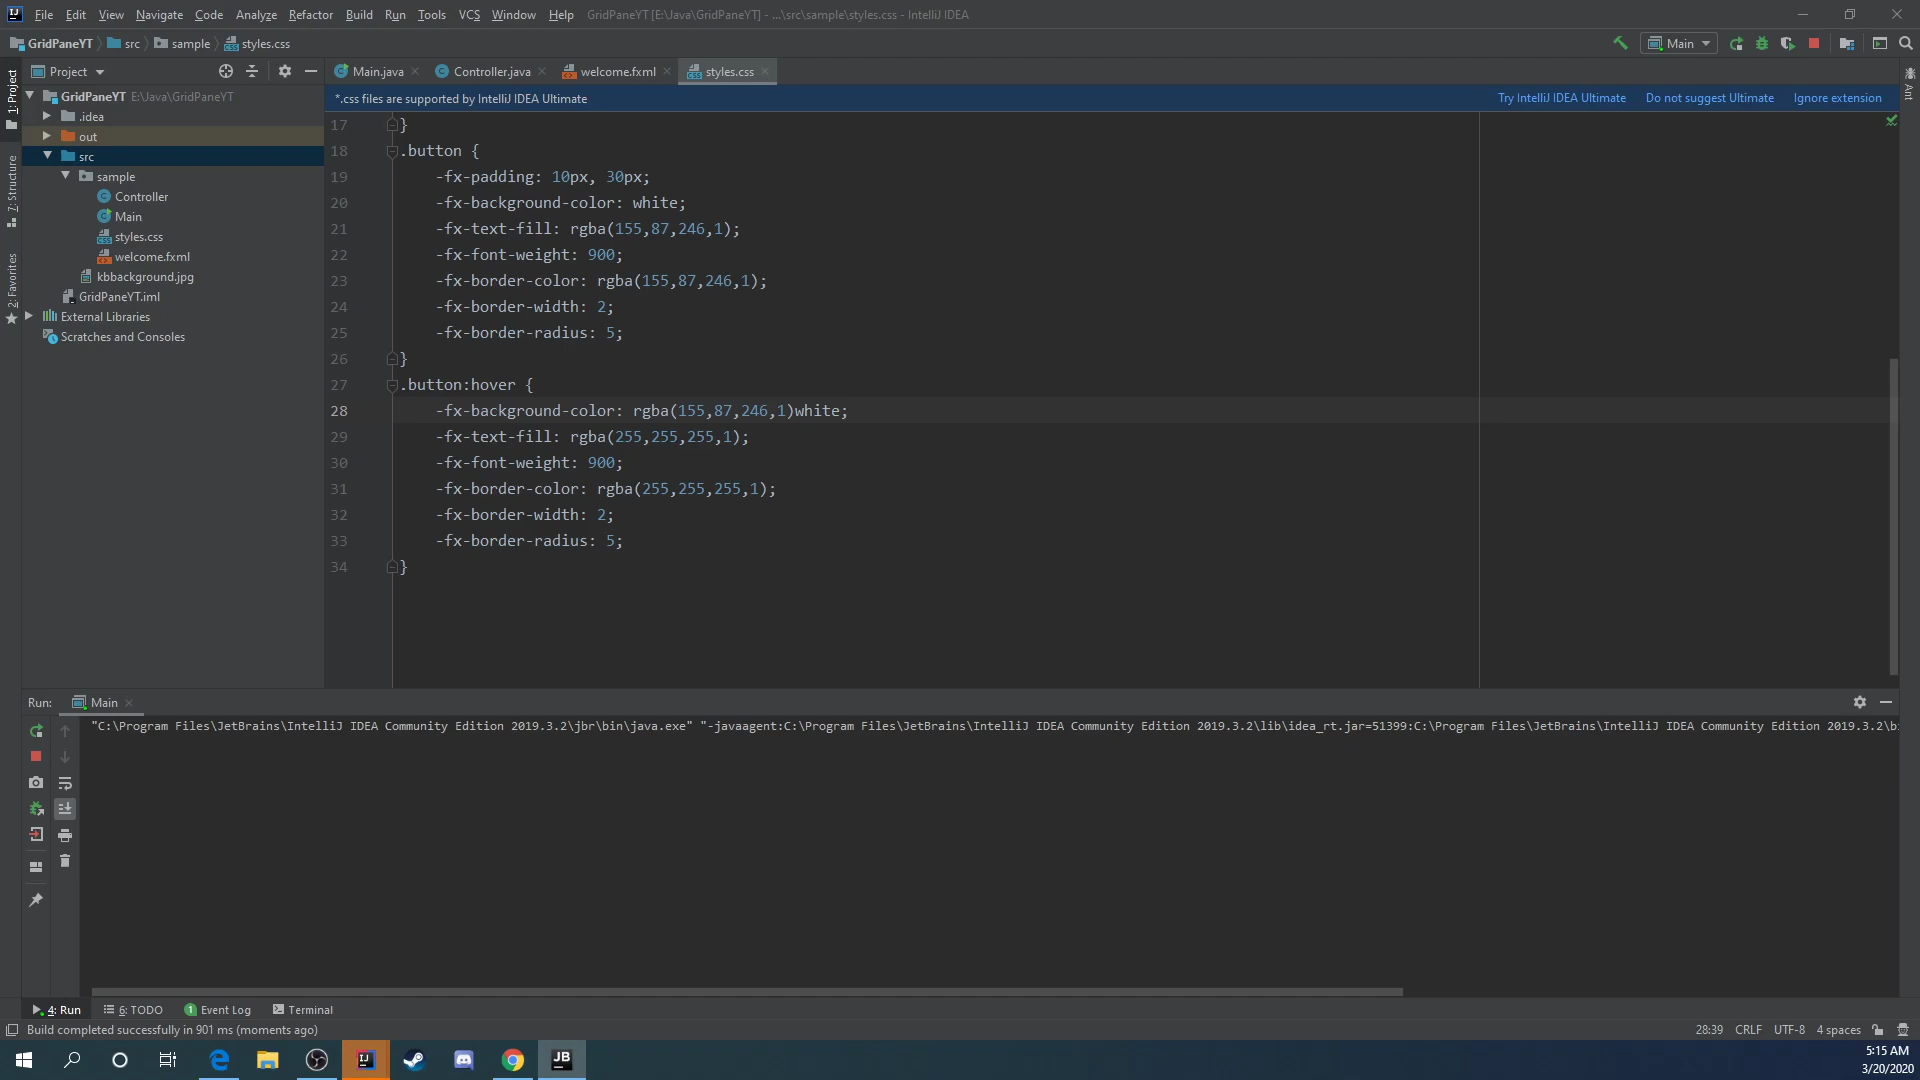 File Edit View Navigate Code Analyze Refactor Build Run Tools VCS Window Help GridPaneYT [E:\Java\GridPaneYT] - ...\src\sample\styles.css - IntelliJ IDEA
GridPaneYT src sample styles.css Main
Project Main.java Controller.java welcome.fxml styles.css
1: Project
7: Structure
2: Favorites
Ant
GridPaneYT E:\Java\GridPaneYT
.idea
out
src
sample
Controller
Main
styles.css
welcome.fxml
kbbackground.jpg
GridPaneYT.iml
External Libraries
Scratches and Consoles
*.css files are supported by IntelliJ IDEA Ultimate Try IntelliJ IDEA Ultimate Do not suggest Ultimate Ignore extension
17 }
18 .button {
19 -fx-padding: 10px, 30px;
20 -fx-background-color: white;
21 -fx-text-fill: rgba(155,87,246,1);
22 -fx-font-weight: 900;
23 -fx-border-color: rgba(155,87,246,1);
24 -fx-border-width: 2;
25 -fx-border-radius: 5;
26 }
27 .button:hover {
28 -fx-background-color: rgba(155,87,246,1)white;
29 -fx-text-fill: rgba(255,255,255,1);
30 -fx-font-weight: 900;
31 -fx-border-color: rgba(255,255,255,1);
32 -fx-border-width: 2;
33 -fx-border-radius: 5;
34 }
Run: Main
"C:\Program Files\JetBrains\IntelliJ IDEA Community Edition 2019.3.2\jbr\bin\java.exe" "-javaagent:C:\Program Files\JetBrains\IntelliJ IDEA Community Edition 2019.3.2\lib\idea_rt.jar=51399:C:\Program Files\JetBrains\IntelliJ IDEA Community Edition 2019.3.2\b
4: Run 6: TODO 1 Event Log Terminal
Build completed successfully in 901 ms (moments ago) 28:39 CRLF UTF-8 4 spaces
IJ JB
5:15 AM
3/20/2020